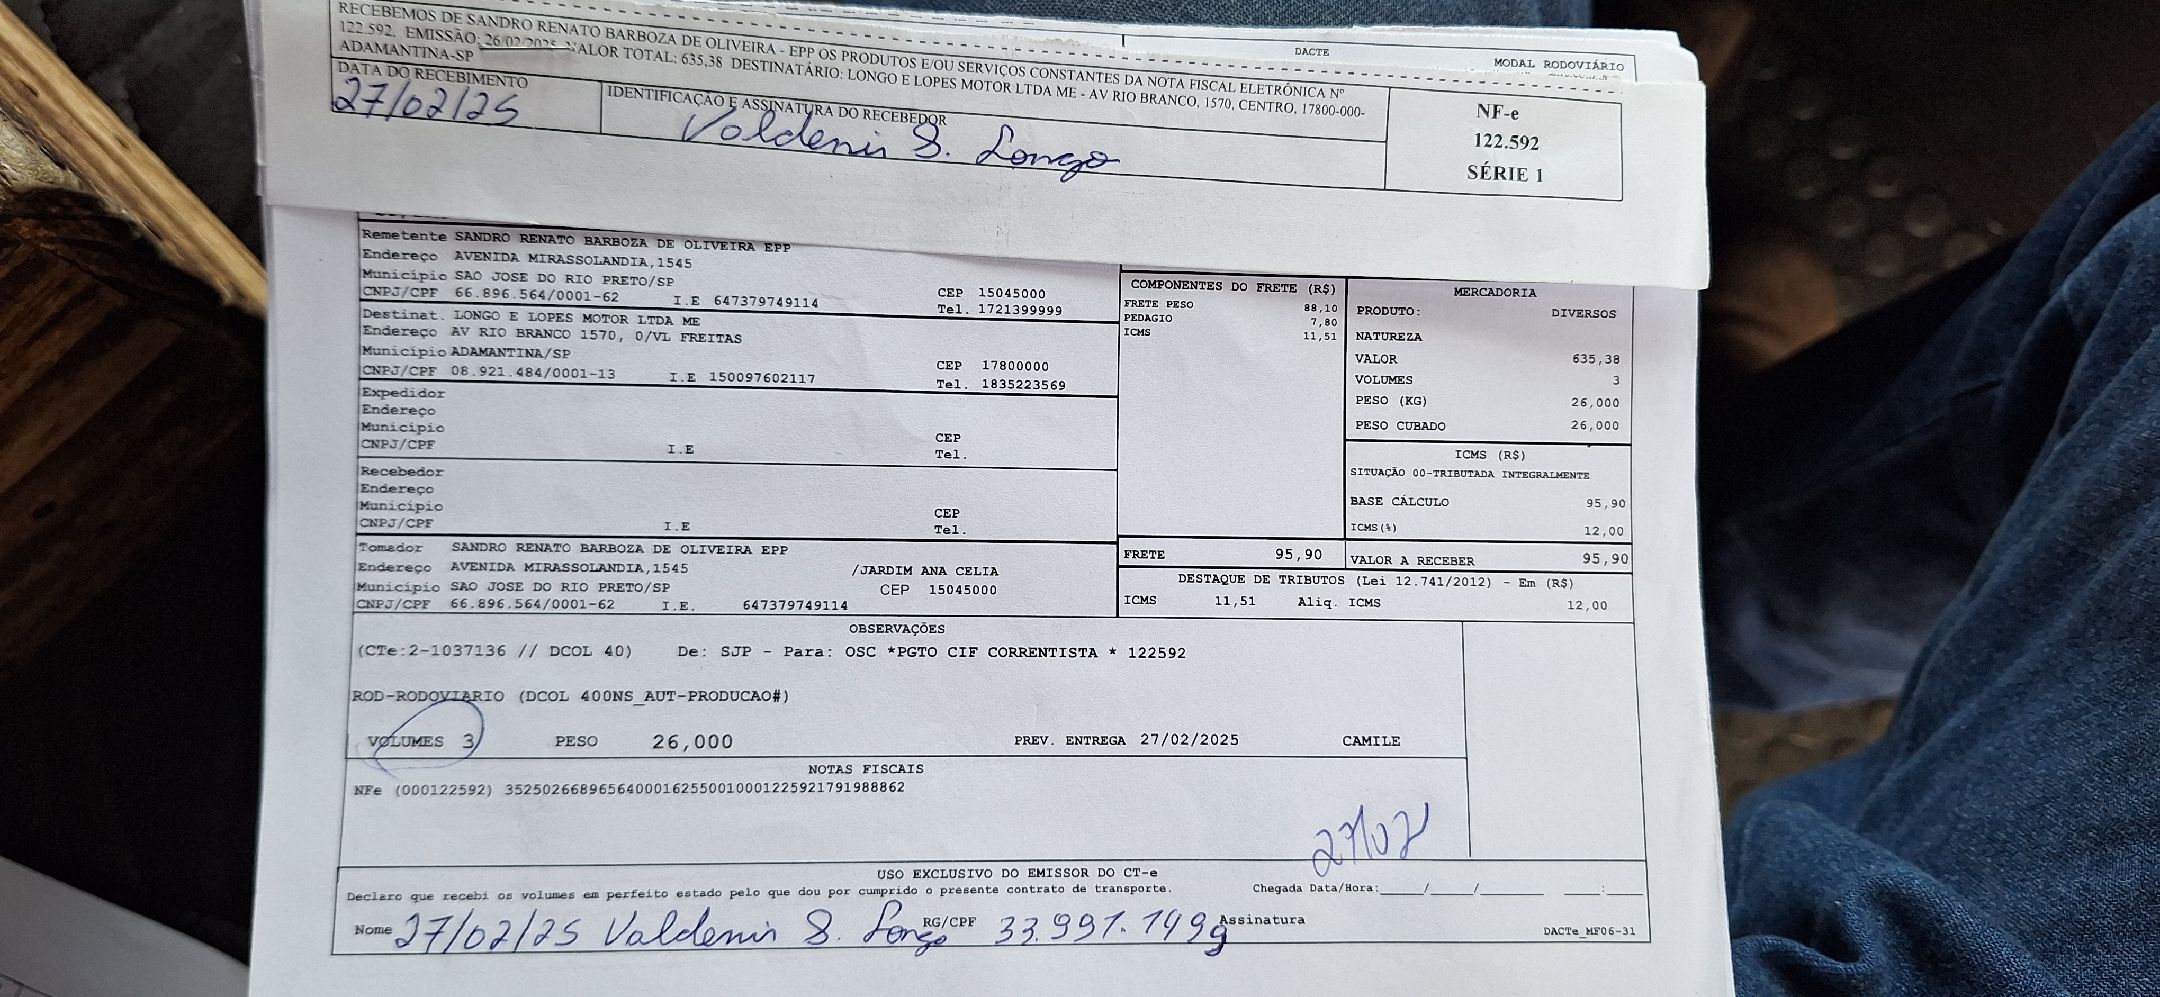 RECEBEMOS DE SANDRO RENATO BARBOZA DE OLIVEIRA - EPP OS PRODUTOS E/OU SERVIÇOS CONSTANTES DA NOTA FISCAL ELETRÔNICA Nº
122.592. EMISSÃO: 26/02/2025 VALOR TOTAL: 635,38 DESTINATÁRIO: LONGO E LOPES MOTOR LTDA ME - AV RIO BRANCO, 1570, CENTRO, 17800-000-
ADAMANTINA-SP
DACTE
MODAL RODOVIÁRIO
DATA DO RECEBIMENTO
27/02/25
IDENTIFICAÇÃO E ASSINATURA DO RECEBEDOR
Valdenir S. Longo
NF-e
122.592
SÉRIE 1
Remetente SANDRO RENATO BARBOZA DE OLIVEIRA EPP
Endereço AVENIDA MIRASSOLANDIA,1545
Município SAO JOSE DO RIO PRETO/SP
CEP 15045000
CNPJ/CPF 66.896.564/0001-62 I.E 647379749114
Tel. 1721399999
Destinat. LONGO E LOPES MOTOR LTDA ME
Endereço AV RIO BRANCO 1570, 0/VL FREITAS
Município ADAMANTINA/SP
CEP 17800000
CNPJ/CPF 08.921.484/0001-13 I.E 150097602117
Tel. 1835223569
Expedidor
Endereço
Município
CEP
CNPJ/CPF I.E
Tel.
Recebedor
Endereço
Município
CEP
CNPJ/CPF I.E
Tel.
Tomador SANDRO RENATO BARBOZA DE OLIVEIRA EPP
Endereço AVENIDA MIRASSOLANDIA,1545 /JARDIM ANA CELIA
Município SAO JOSE DO RIO PRETO/SP CEP 15045000
CNPJ/CPF 66.896.564/0001-62 I.E. 647379749114
COMPONENTES DO FRETE (R$)
FRETE PESO 88,10
PEDAGIO 7,80
ICMS 11,51
FRETE 95,90
MERCADORIA
PRODUTO: DIVERSOS
NATUREZA
VALOR 635,38
VOLUMES 3
PESO (KG) 26,000
PESO CUBADO 26,000
ICMS (R$)
SITUAÇÃO 00-TRIBUTADA INTEGRALMENTE
BASE CÁLCULO 95,90
ICMS(%) 12,00
VALOR A RECEBER 95,90
DESTAQUE DE TRIBUTOS (Lei 12.741/2012) - Em (R$)
ICMS 11,51 Aliq. ICMS 12,00
OBSERVAÇÕES
(CTe:2-1037136 // DCOL 40) De: SJP - Para: OSC *PGTO CIF CORRENTISTA * 122592
ROD-RODOVIARIO (DCOL 400NS_AUT-PRODUCAO#)
VOLUMES 3 PESO 26,000 PREV. ENTREGA 27/02/2025 CAMILE
NOTAS FISCAIS
NFe (000122592) 35250266896564000162550010001225921791988862
27/02
USO EXCLUSIVO DO EMISSOR DO CT-e
Declaro que recebi os volumes em perfeito estado pelo que dou por cumprido o presente contrato de transporte. Chegada Data/Hora:____/____/____ __:__
Nome 27/02/25 Valdenir S. Longo RG/CPF 33.991.149 9 Assinatura
DACTe_MF06-31